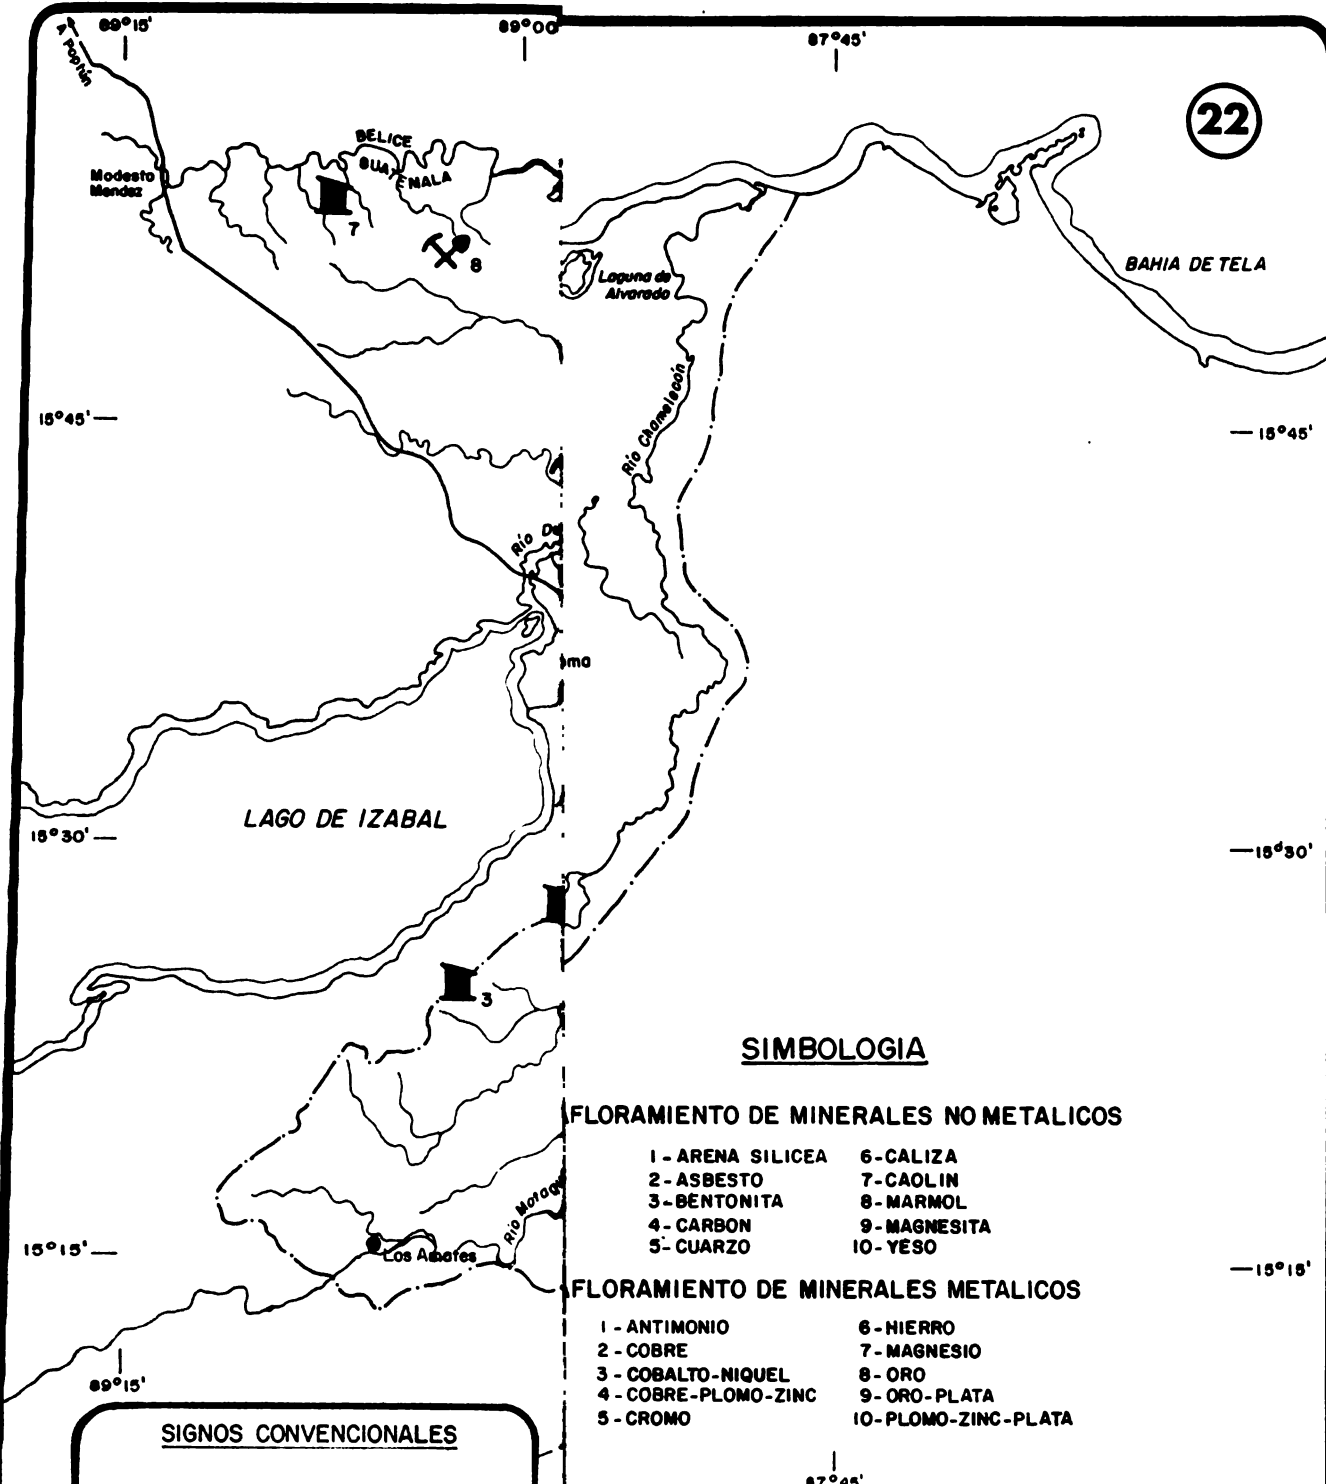 89°15'
89°00
87°45'
A Poptún
22
BELICE
GUATEMALA
Modesto
Mendez
7
8
Laguna de
Alvarado
BAHIA DE TELA
Río Chamelecón
15°45'
15°45'
Río
ma
LAGO DE IZABAL
15°30'
15°30'
3
SIMBOLOGIA
FLORAMIENTO DE MINERALES NO METALICOS
1-ARENA SILICEA 6-CALIZA
2-ASBESTO 7-CAOLIN
3-BENTONITA 8-MARMOL
4-CARBON 9-MAGNESITA
5-CUARZO 10-YESO
Río Motagu
Los Amates
15°15'
15°15'
FLORAMIENTO DE MINERALES METALICOS
1-ANTIMONIO 6-HIERRO
2-COBRE 7-MAGNESIO
3-COBALTO-NIQUEL 8-ORO
4-COBRE-PLOMO-ZINC 9-ORO-PLATA
5-CROMO 10-PLOMO-ZINC-PLATA
89°15'
SIGNOS CONVENCIONALES
87°45'